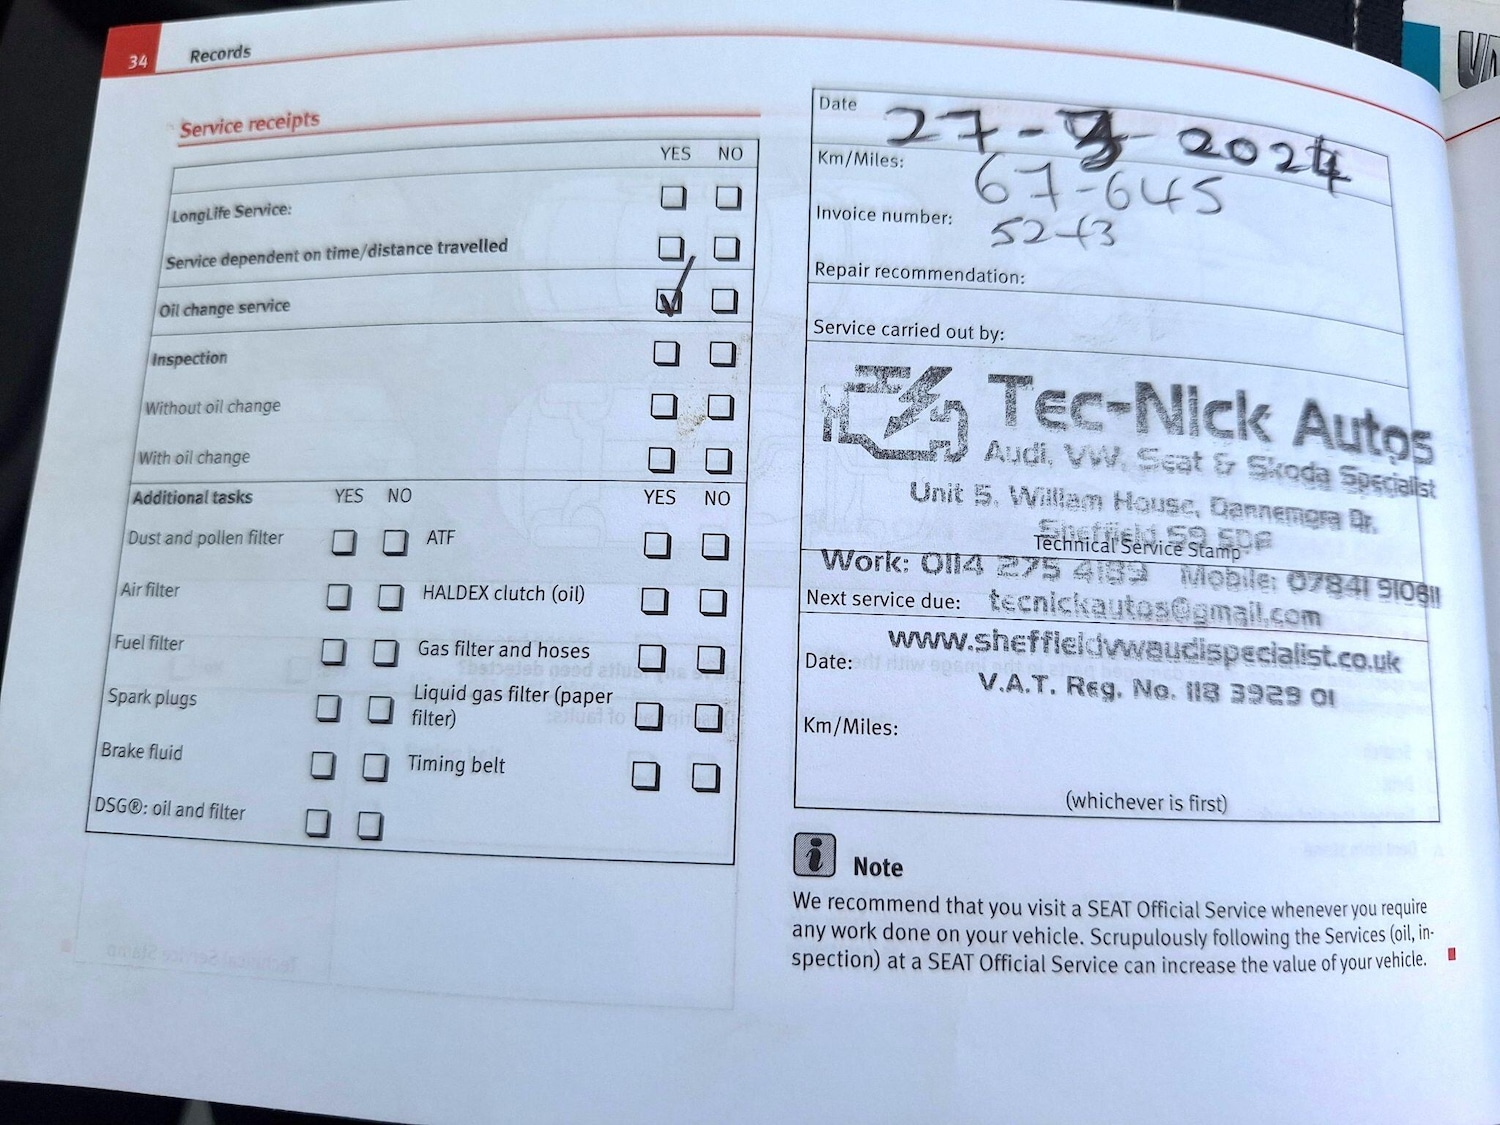 34 Records
Service receipts
YES NO
LongLife Service:
Service dependent on time/distance travelled
Oil change service
Inspection
Without oil change
With oil change
Additional tasks YES NO YES NO
Dust and pollen filter ATF
Air filter HALDEX clutch (oil)
Fuel filter Gas filter and hoses
Spark plugs Liquid gas filter (paper
filter)
Brake fluid Timing belt
DSG®: oil and filter
Date 27 - - 2024
Km/Miles: 67-645
Invoice number:
Repair recommendation:
Service carried out by:
Tec-Nick Autos
Audi, VW, Seat & Skoda Specialist
Unit 5, William House, Dannemora Dr,
Sheffield S9 5DF
Technical Service Stamp
Work: 0114 275 4189 Mobile: 07841 910811
Next service due: tecnickautos@gmail.com
www.sheffieldvwaudispecialist.co.uk
Date:
V.A.T. Reg. No. 118 3929 01
Km/Miles:
(whichever is first)
i Note
We recommend that you visit a SEAT Official Service whenever you require
any work done on your vehicle. Scrupulously following the Services (oil, in-
spection) at a SEAT Official Service can increase the value of your vehicle.